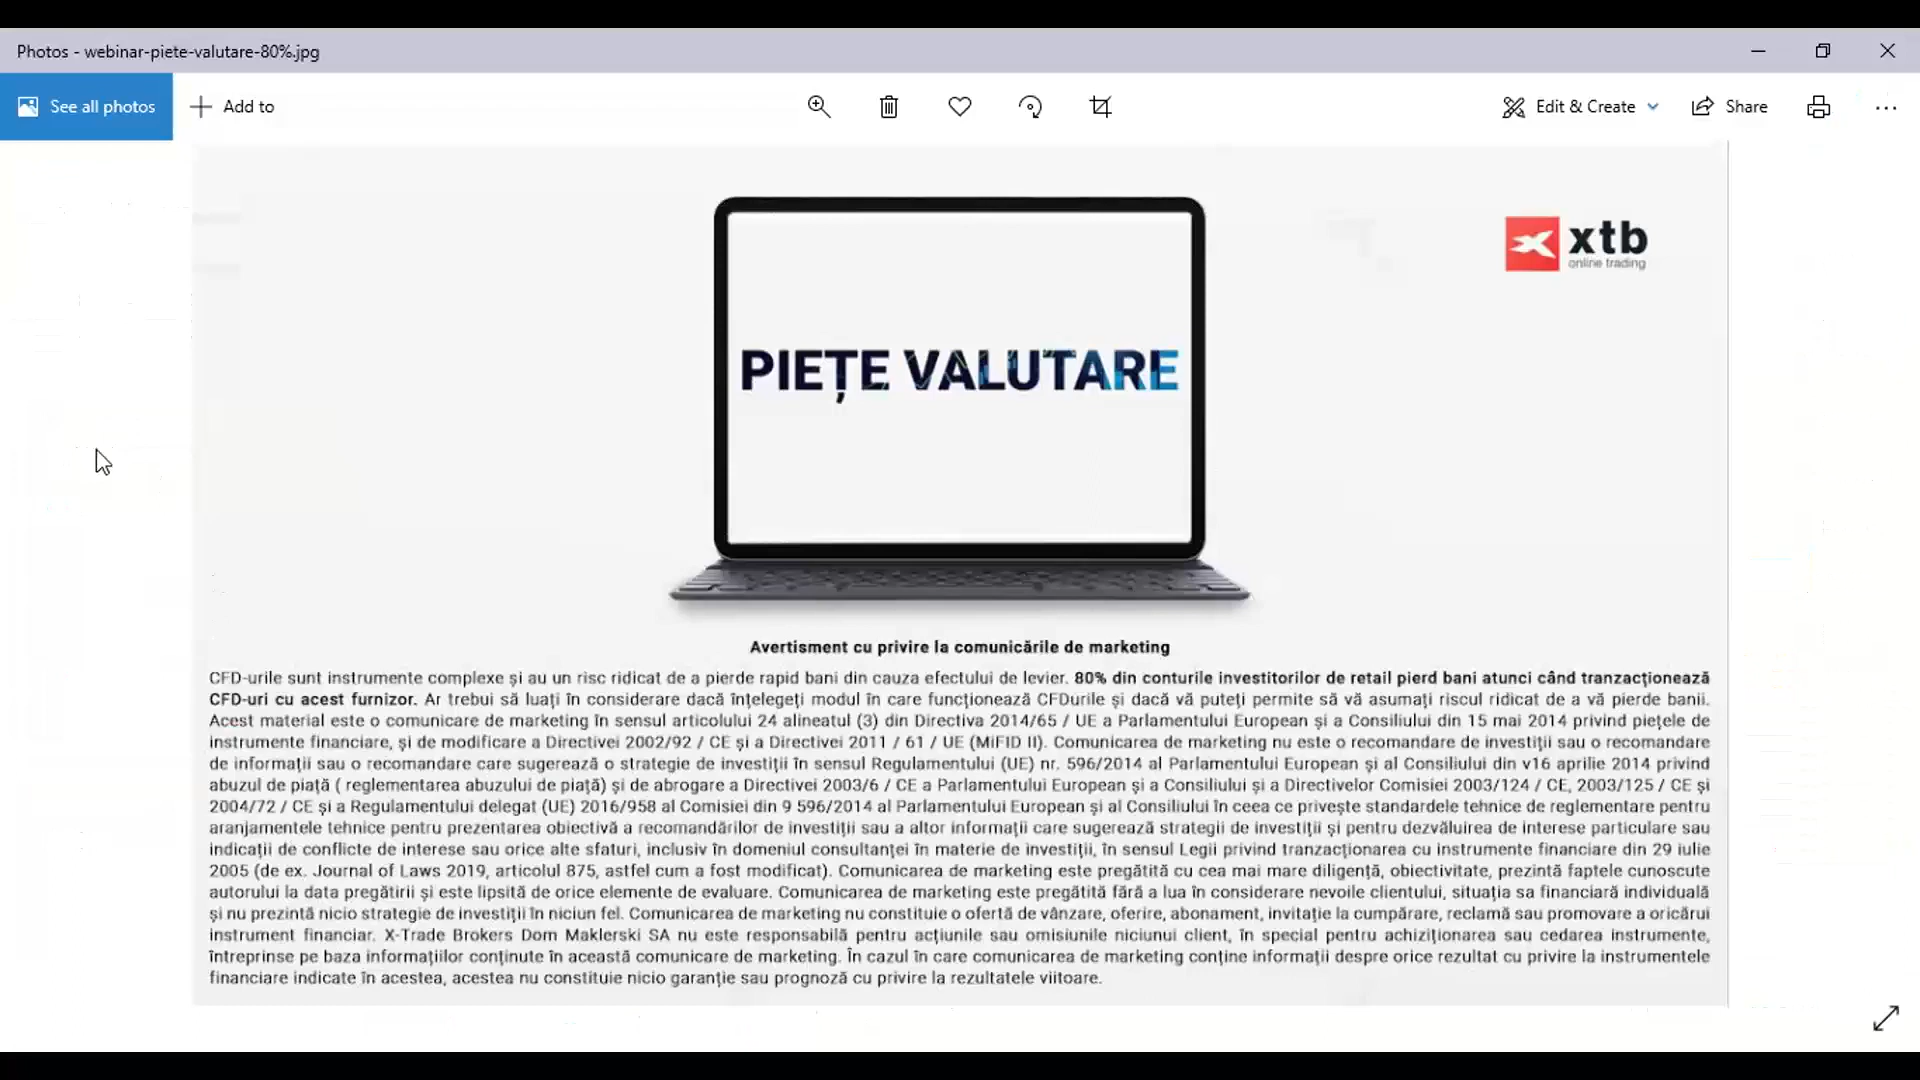 Photos - webinar-piete-valutare-80%.jpg
See all photos
Add to
Edit & Create
Share
xtb
online trading
PIEȚE VALUTARE
Avertisment cu privire la comunicările de marketing
CFD-urile sunt instrumente complexe și au un risc ridicat de a pierde rapid bani din cauza efectului de levier. 80% din conturile investitorilor de retail pierd bani atunci când tranzacționează
CFD-uri cu acest furnizor. Ar trebui să luați în considerare dacă înțelegeți modul în care funcționează CFDurile și dacă vă puteți permite să vă asumați riscul ridicat de a vă pierde banii.
Acest material este o comunicare de marketing în sensul articolului 24 alineatul (3) din Directiva 2014/65 / UE a Parlamentului European și a Consiliului din 15 mai 2014 privind piețele de
instrumente financiare, și de modificare a Directivei 2002/92 / CE și a Directivei 2011 / 61 / UE (MiFID II). Comunicarea de marketing nu este o recomandare de investiții sau o recomandare
de informații sau o recomandare care sugerează o strategie de investiții în sensul Regulamentului (UE) nr. 596/2014 al Parlamentului European și al Consiliului din v16 aprilie 2014 privind
abuzul de piață ( reglementarea abuzului de piață) și de abrogare a Directivei 2003/6 / CE a Parlamentului European și a Consiliului și a Directivelor Comisiei 2003/124 / CE, 2003/125 / CE și
2004/72 / CE și a Regulamentului delegat (UE) 2016/958 al Comisiei din 9 596/2014 al Parlamentului European și al Consiliului în ceea ce privește standardele tehnice de reglementare pentru
aranjamentele tehnice pentru prezentarea obiectivă a recomandărilor de investiții sau a altor informații care sugerează strategii de investiții și pentru dezvăluirea de interese particulare sau
indicații de conflicte de interese sau orice alte sfaturi, inclusiv în domeniul consultanței în materie de investiții, în sensul Legii privind tranzacționarea cu instrumente financiare din 29 iulie
2005 (de ex. Journal of Laws 2019, articolul 875, astfel cum a fost modificat). Comunicarea de marketing este pregătită cu cea mai mare diligență, obiectivitate, prezintă faptele cunoscute
autorului la data pregătirii și este lipsită de orice elemente de evaluare. Comunicarea de marketing este pregătită fără a lua în considerare nevoile clientului, situația sa financiară individuală
și nu prezintă nicio strategie de investiții în niciun fel. Comunicarea de marketing nu constituie o ofertă de vânzare, oferire, abonament, invitație la cumpărare, reclamă sau promovare a oricărui
instrument financiar. X-Trade Brokers Dom Maklerski SA nu este responsabilă pentru acțiunile sau omisiunile niciunui client, în special pentru achiziționarea sau cedarea instrumente,
întreprinse pe baza informațiilor conținute în această comunicare de marketing. În cazul în care comunicarea de marketing conține informații despre orice rezultat cu privire la instrumentele
financiare indicate în acestea, acestea nu constituie nicio garanție sau prognoză cu privire la rezultatele viitoare.